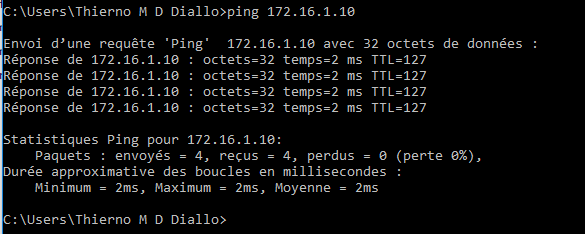 C:\Users\Thierno M D Diallo>ping 172.16.1.10
Envoi d’une requête 'Ping'  172.16.1.10 avec 32 octets de données :
Réponse de 172.16.1.10 : octets=32 temps=2 ms TTL=127
Réponse de 172.16.1.10 : octets=32 temps=2 ms TTL=127
Réponse de 172.16.1.10 : octets=32 temps=2 ms TTL=127
Réponse de 172.16.1.10 : octets=32 temps=2 ms TTL=127
Statistiques Ping pour 172.16.1.10:
    Paquets : envoyés = 4, reçus = 4, perdus = 0 (perte 0%),
Durée approximative des boucles en millisecondes :
    Minimum = 2ms, Maximum = 2ms, Moyenne = 2ms
C:\Users\Thierno M D Diallo>